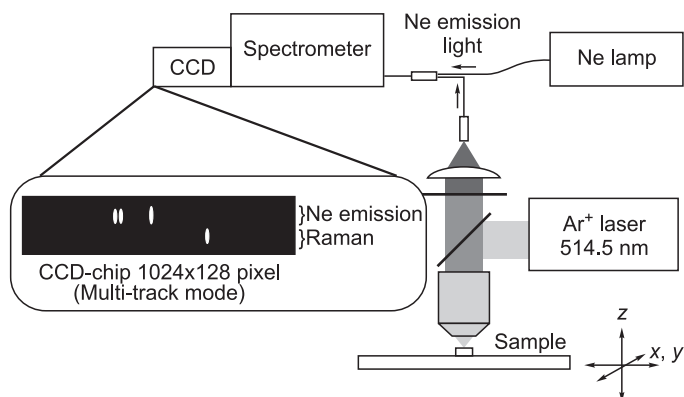 Ne emission
light
Spectrometer
CCD
Ne lamp
}Ne emission
}Raman
CCD-chip 1024x128 pixel
(Multi-track mode)
Ar⁺ laser
514.5 nm
Sample
z
x, y